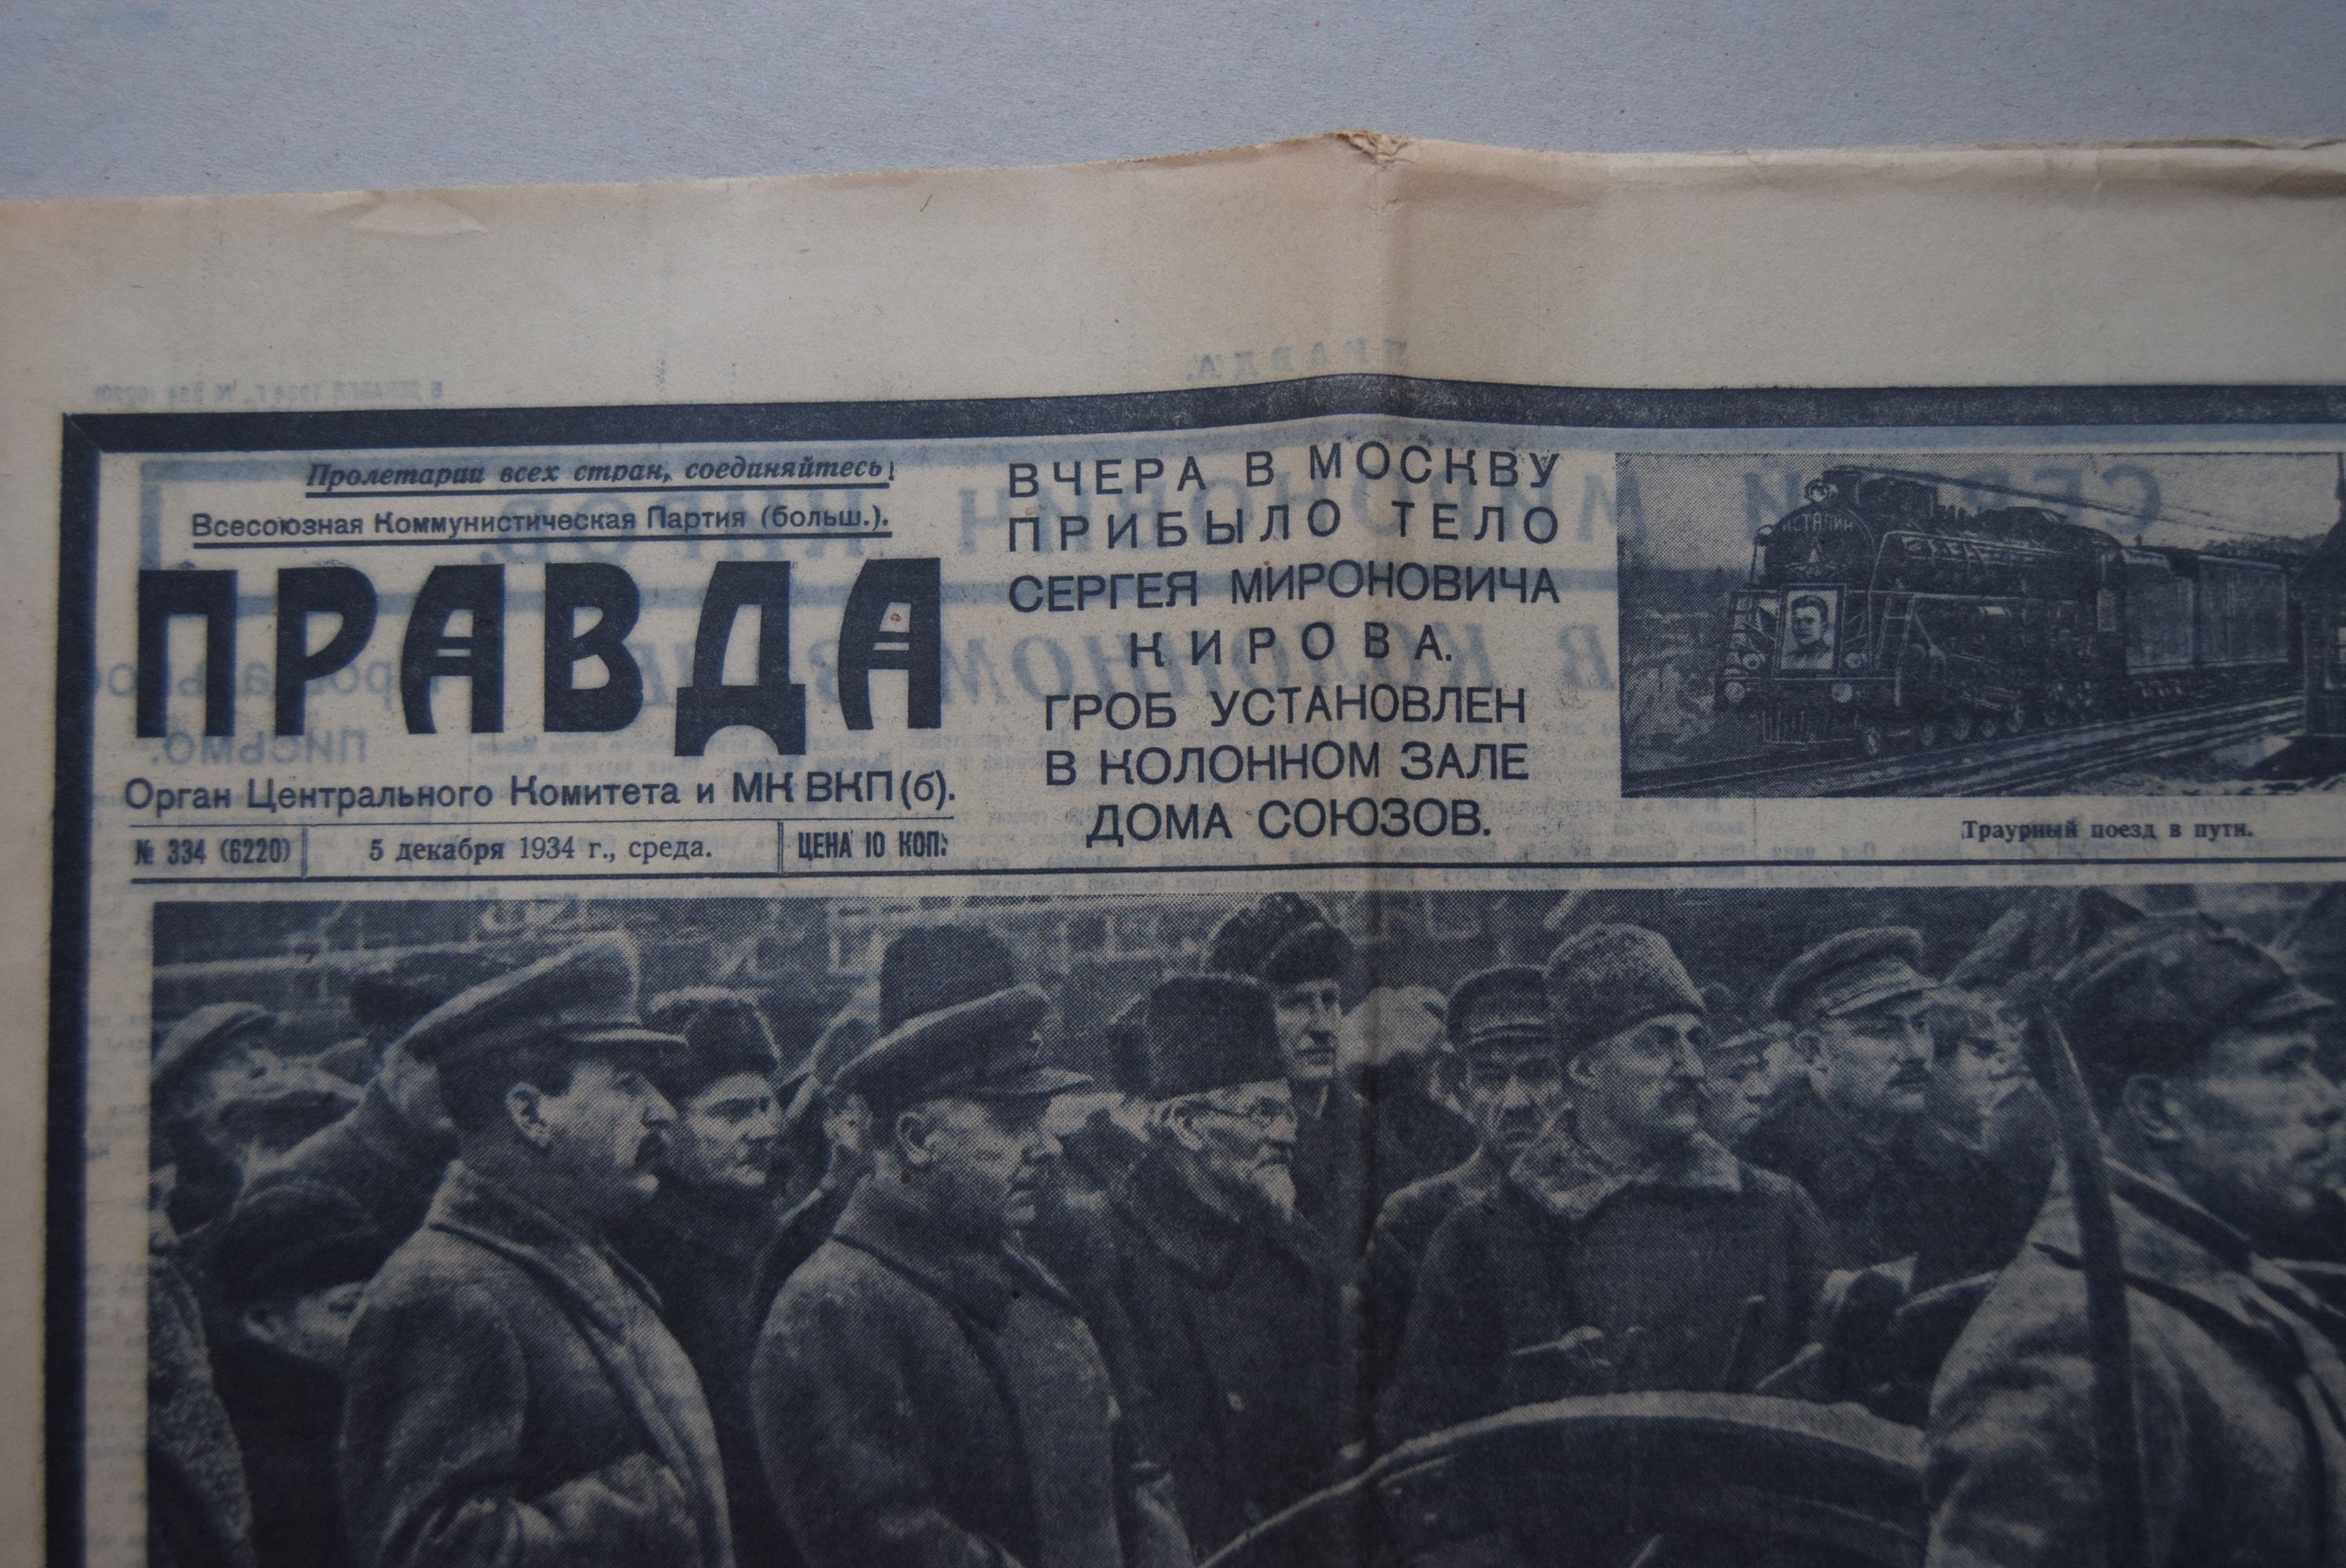 Пролетарии всех стран, соединяйтесь!
Всесоюзная Коммунистическая Партия (больш.).
ПРАВДА
Орган Центрального Комитета и МК ВКП(б).
№ 334 (6220)
5 декабря 1934 г., среда.
ЦЕНА 10 КОП.
ВЧЕРА В МОСКВУ
ПРИБЫЛО ТЕЛО
СЕРГЕЯ МИРОНОВИЧА
КИРОВА.
ГРОБ УСТАНОВЛЕН
В КОЛОННОМ ЗАЛЕ
ДОМА СОЮЗОВ.
И.СТАЛИН
Траурный поезд в пути.